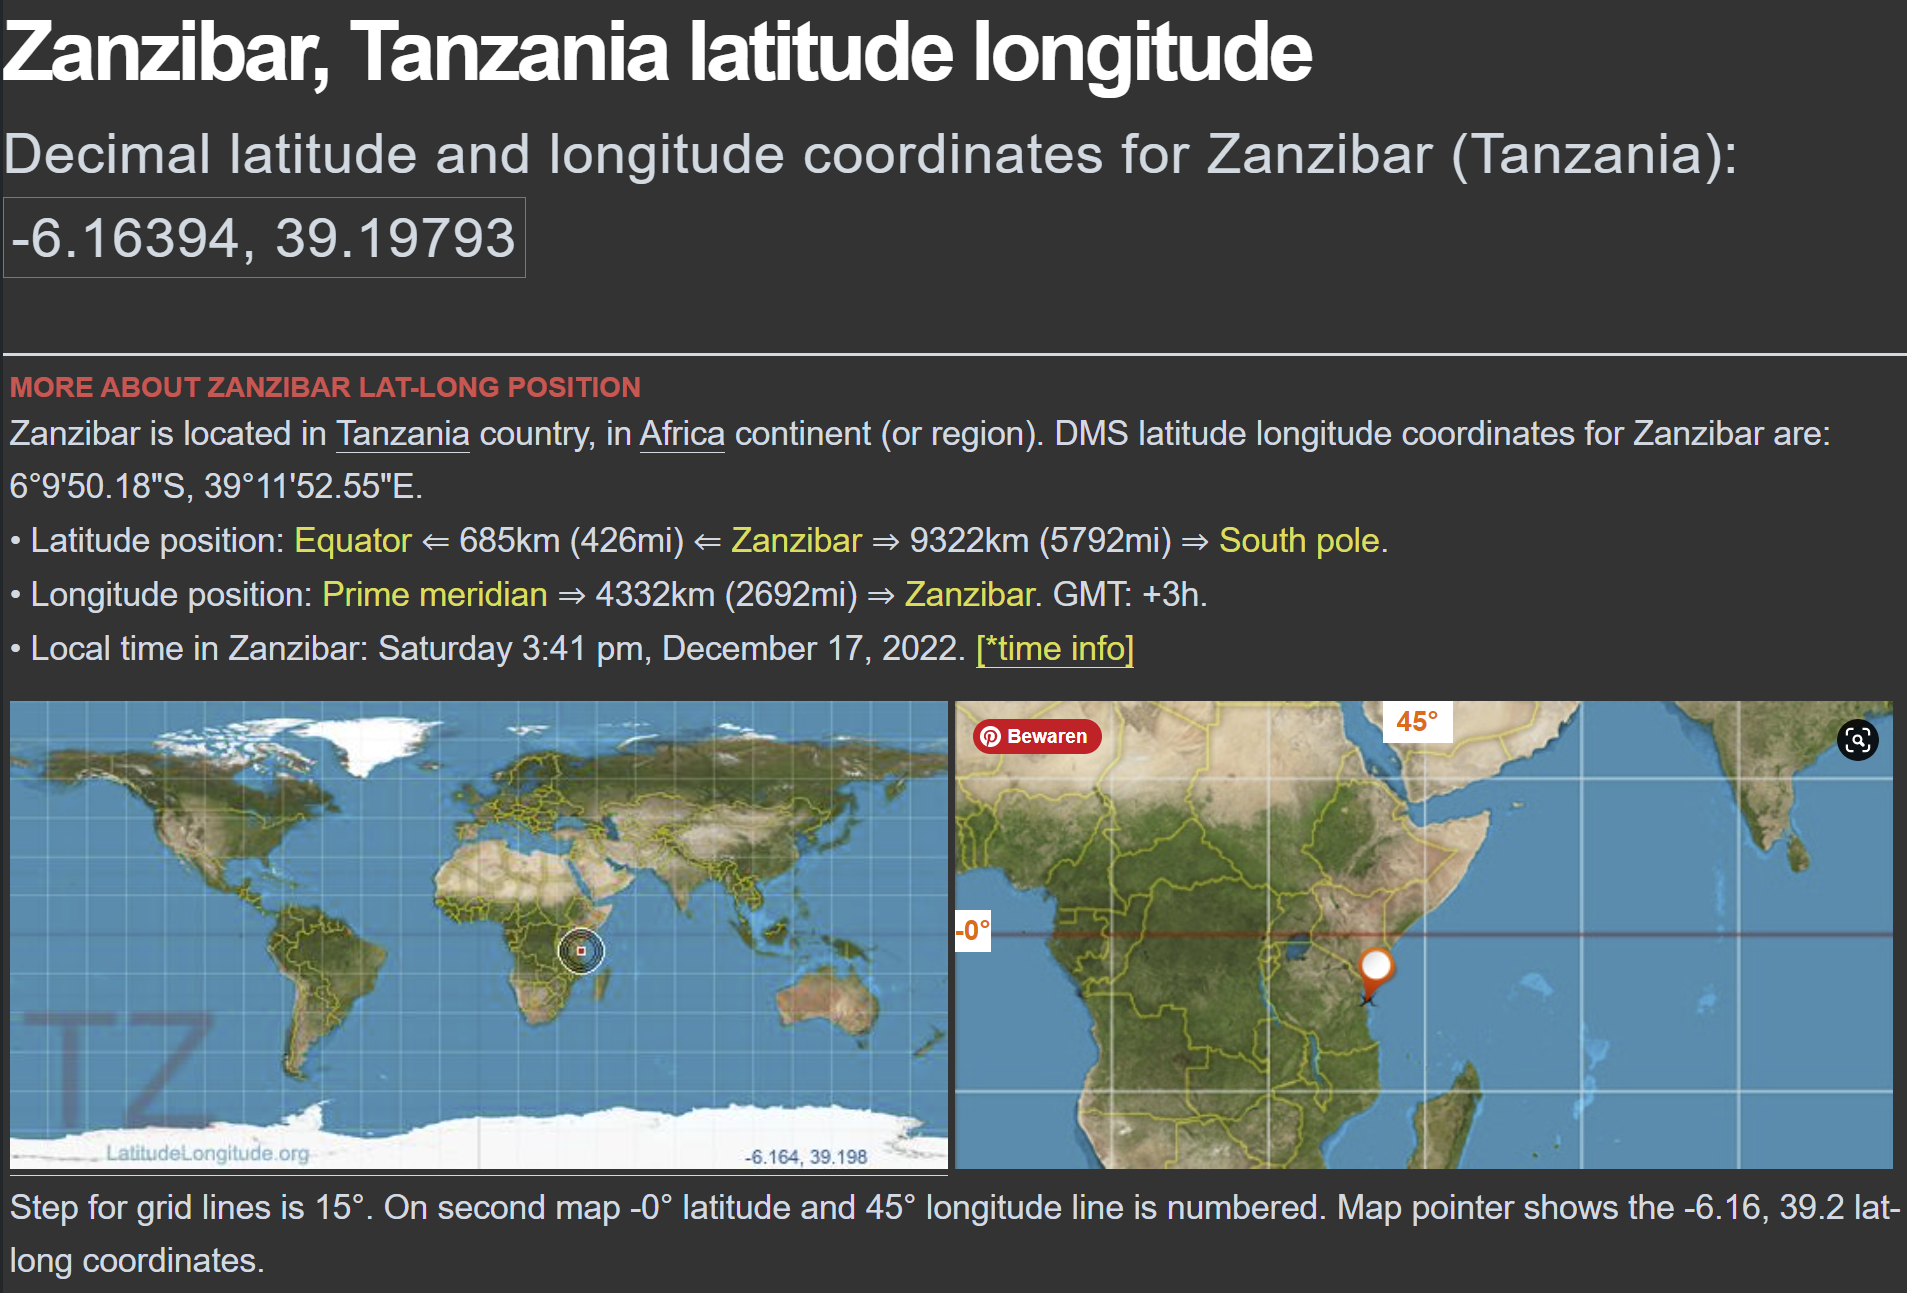 Zanzibar, Tanzania latitude longitude
Decimal latitude and longitude coordinates for Zanzibar (Tanzania):
-6.16394, 39.19793
MORE ABOUT ZANZIBAR LAT-LONG POSITION
Zanzibar is located in Tanzania country, in Africa continent (or region). DMS latitude longitude coordinates for Zanzibar are:
6°9'50.18"S, 39°11'52.55"E.
• Latitude position: Equator ⇐ 685km (426mi) ⇐ Zanzibar ⇒ 9322km (5792mi) ⇒ South pole.
• Longitude position: Prime meridian ⇒ 4332km (2692mi) ⇒ Zanzibar. GMT: +3h.
• Local time in Zanzibar: Saturday 3:41 pm, December 17, 2022. [*time info]
TZ
LatitudeLongitude.org
-6.164, 39.198
Bewaren
45°
-0°
Step for grid lines is 15°. On second map -0° latitude and 45° longitude line is numbered. Map pointer shows the -6.16, 39.2 lat-
long coordinates.